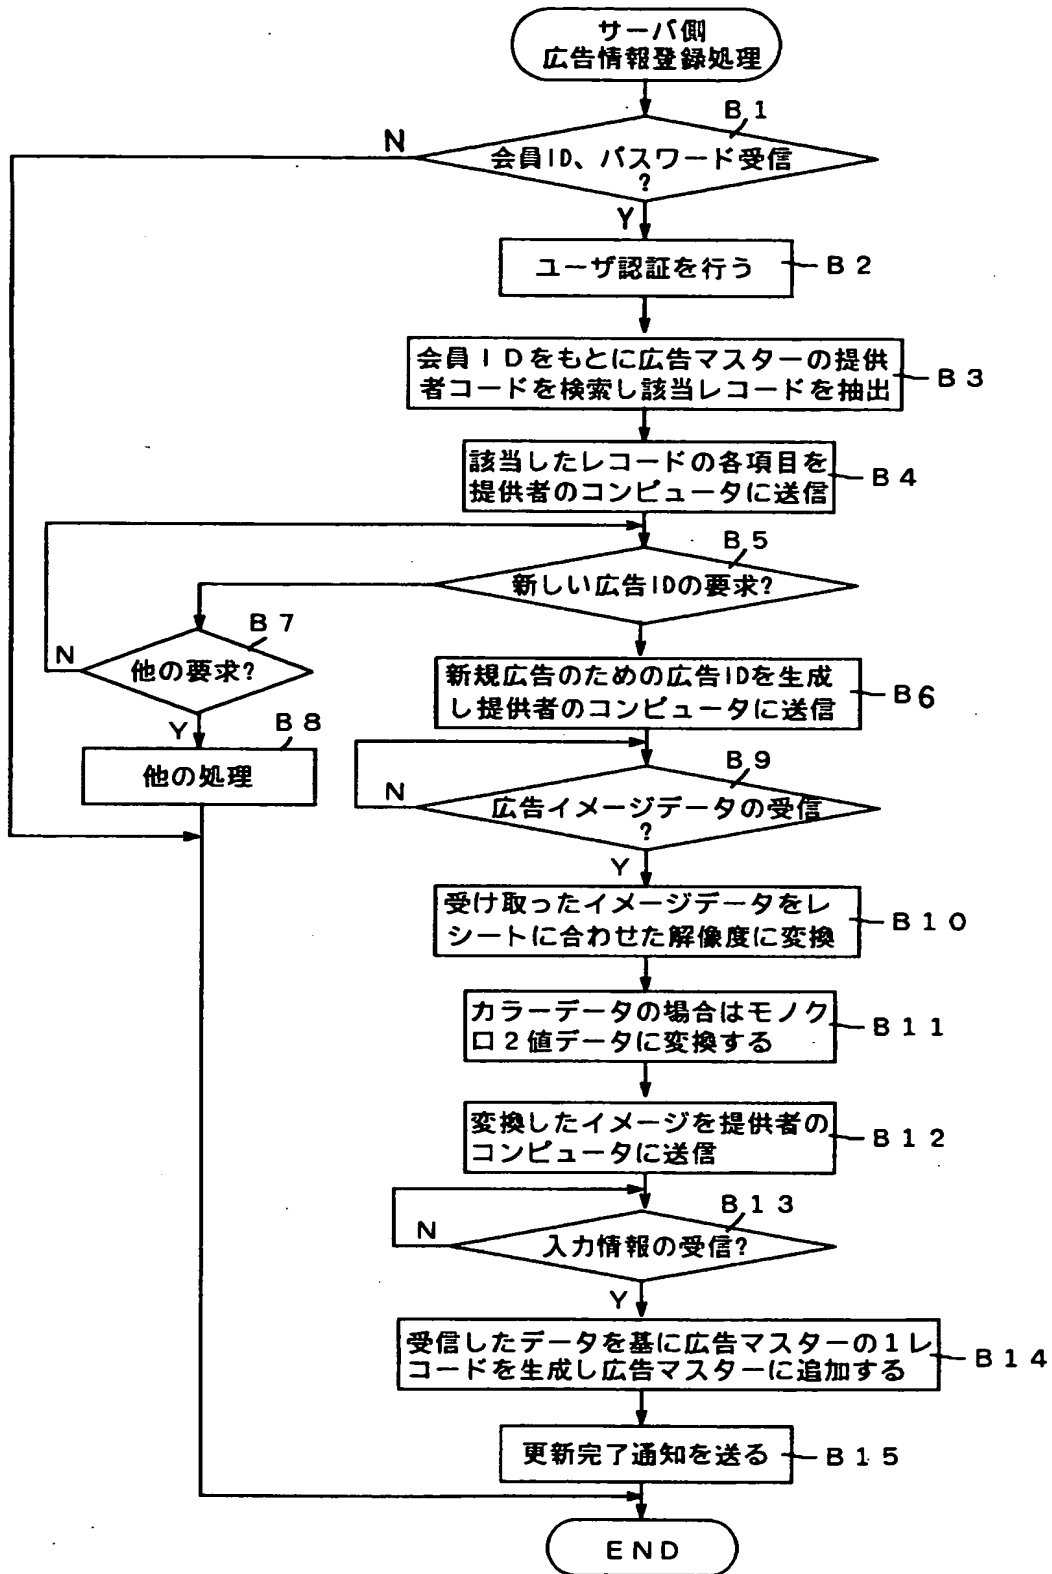 サーバ側
広告情報登録処理
B1
N
会員ID、パスワード受信
?
Y
ユーザ認証を行う
B2
会員IDをもとに広告マスターの提供
者コードを検索し該当レコードを抽出
B3
該当したレコードの各項目を
提供者のコンピュータに送信
B4
B5
新しい広告IDの要求?
B7
N
他の要求?
Y
B8
他の処理
新規広告のための広告IDを生成
し提供者のコンピュータに送信
B6
B9
N
広告イメージデータの受信
?
Y
受け取ったイメージデータをレ
シートに合わせた解像度に変換
B10
カラーデータの場合はモノク
ロ2値データに変換する
B11
変換したイメージを提供者の
コンピュータに送信
B12
B13
N
入力情報の受信?
Y
受信したデータを基に広告マスターの1レ
コードを生成し広告マスターに追加する
B14
更新完了通知を送る
B15
END